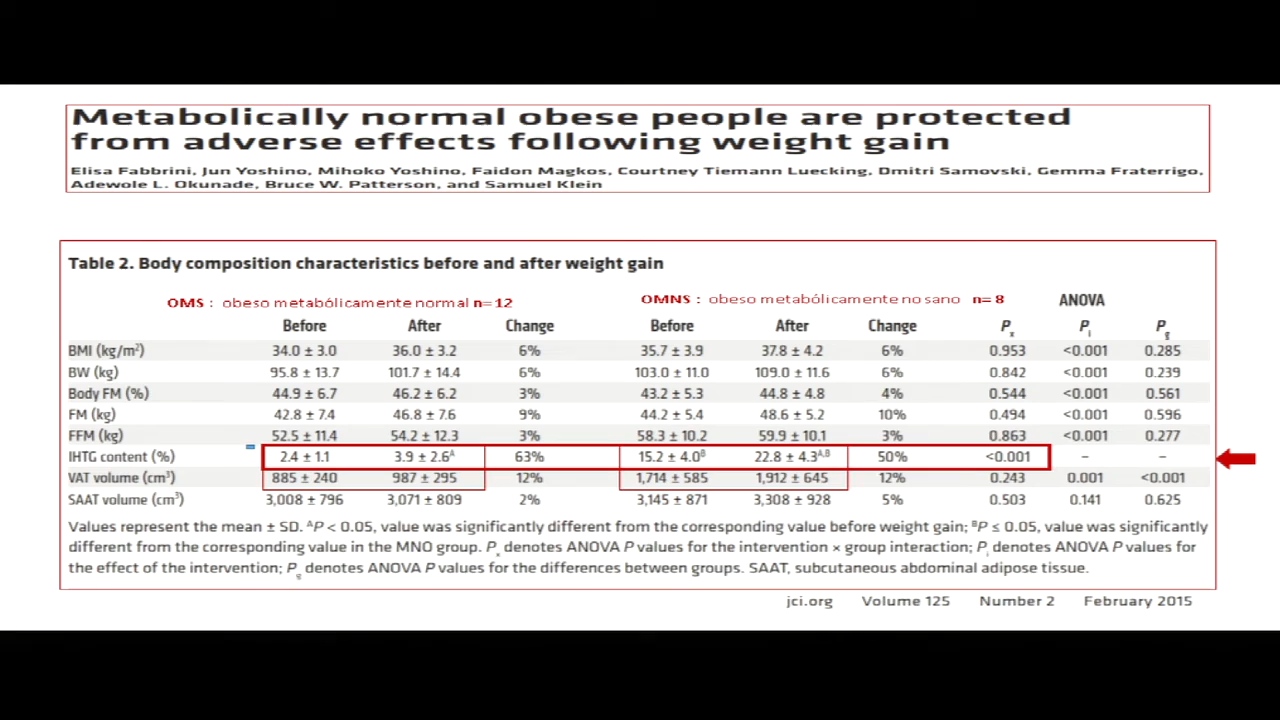 Metabolically normal obese people are protected
from adverse effects following weight gain
Elisa Fabbrini, Jun Yoshino, Mihoko Yoshino, Faidon Magkos, Courtney Tiemann Luecking, Dmitri Samovski, Gemma Fraterrigo,
Adewole L. Okunade, Bruce W. Patterson, and Samuel Klein
Table 2. Body composition characteristics before and after weight gain
OMS : obeso metabólicamente normal n=12 OMNS : obeso metabólicamente no sano n= 8 ANOVA
Before After Change Before After Change Px Pi Pg
BMI (kg/m²) 34.0 ± 3.0 36.0 ± 3.2 6% 35.7 ± 3.9 37.8 ± 4.2 6% 0.953 <0.001 0.285
BW (kg) 95.8 ± 13.7 101.7 ± 14.4 6% 103.0 ± 11.0 109.0 ± 11.6 6% 0.842 <0.001 0.239
Body FM (%) 44.9 ± 6.7 46.2 ± 6.2 3% 43.2 ± 5.3 44.8 ± 4.8 4% 0.544 <0.001 0.561
FM (kg) 42.8 ± 7.4 46.8 ± 7.6 9% 44.2 ± 5.4 48.6 ± 5.2 10% 0.494 <0.001 0.596
FFM (kg) 52.5 ± 11.4 54.2 ± 12.3 3% 58.3 ± 10.2 59.9 ± 10.1 3% 0.863 <0.001 0.277
IHTG content (%) 2.4 ± 1.1 3.9 ± 2.6ᴬ 63% 15.2 ± 4.0ᴮ 22.8 ± 4.3ᴬ,ᴮ 50% <0.001 – –
VAT volume (cm³) 885 ± 240 987 ± 295 12% 1,714 ± 585 1,912 ± 645 12% 0.243 0.001 <0.001
SAAT volume (cm³) 3,008 ± 796 3,071 ± 809 2% 3,145 ± 871 3,308 ± 928 5% 0.503 0.141 0.625
Values represent the mean ± SD. ᴬP < 0.05, value was significantly different from the corresponding value before weight gain; ᴮP ≤ 0.05, value was significantly
different from the corresponding value in the MNO group. Px denotes ANOVA P values for the intervention × group interaction; Pi denotes ANOVA P values for
the effect of the intervention; Pg denotes ANOVA P values for the differences between groups. SAAT, subcutaneous abdominal adipose tissue.
jci.org Volume 125 Number 2 February 2015